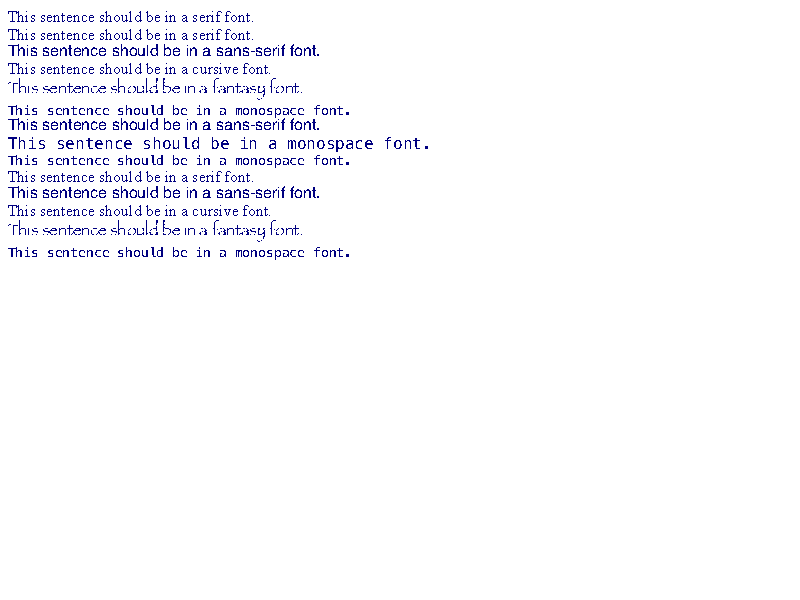 This sentence should be in a serif font.
This sentence should be in a serif font.
This sentence should be in a sans-serif font.
This sentence should be in a cursive font.
This sentence should be in a fantasy font.
This sentence should be in a monospace font.
This sentence should be in a sans-serif font.
This sentence should be in a monospace font.
This sentence should be in a monospace font.
This sentence should be in a serif font.
This sentence should be in a sans-serif font.
This sentence should be in a cursive font.
This sentence should be in a fantasy font.
This sentence should be in a monospace font.